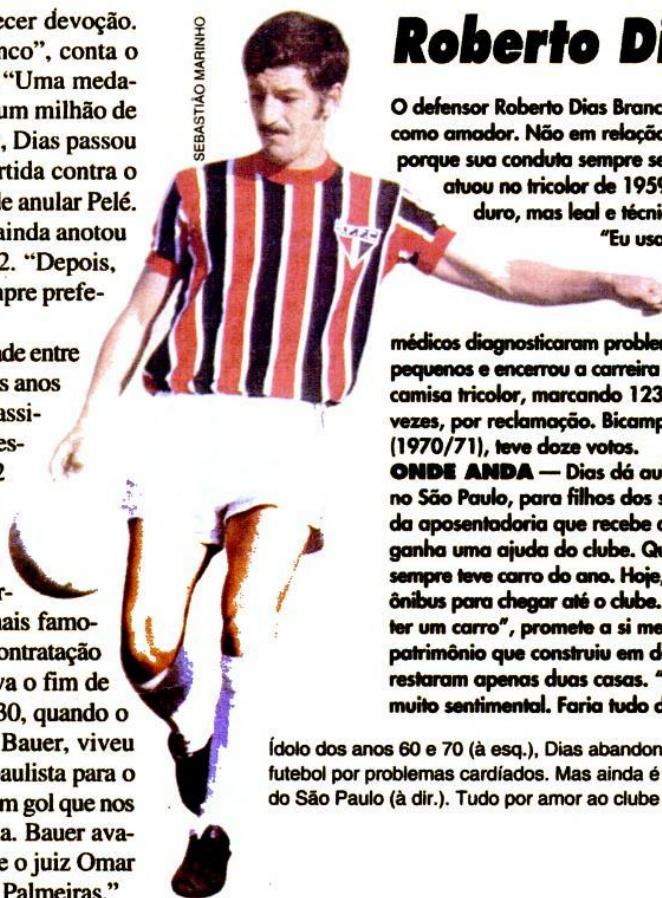 ecer devoção.
nco”, conta o
“Uma meda-
um milhão de
, Dias passou
rtida contra o
de anular Pelé.
ainda anotou
2. “Depois,
mpre prefe-
nde entre
s anos
assi-
es-
2
r-
nais famo-
ontratação
va o fim de
30, quando o
Bauer, viveu
aulista para o
m gol que nos
a. Bauer ava-
e o juiz Omar
Palmeiras.”
SEBASTIÃO MARINHO
Roberto Di
O defensor Roberto Dias Branc
como amador. Não em relação
porque sua conduta sempre se
atuou no tricolor de 1959
duro, mas leal e técni
“Eu usa
médicos diagnosticaram problem
pequenos e encerrou a carreira
camisa tricolor, marcando 123
vezes, por reclamação. Bicamp
(1970/71), teve doze votos.
ONDE ANDA — Dias dá au
no São Paulo, para filhos dos s
da aposentadoria que recebe c
ganha uma ajuda do clube. Qu
sempre teve carro do ano. Hoje,
ônibus para chegar até o clube.
ter um carro”, promete a si me
patrimônio que construiu em d
restaram apenas duas casas. “
muito sentimental. Faria tudo d
Ídolo dos anos 60 e 70 (à esq.), Dias abandon
futebol por problemas cardíados. Mas ainda é
do São Paulo (à dir.). Tudo por amor ao clube